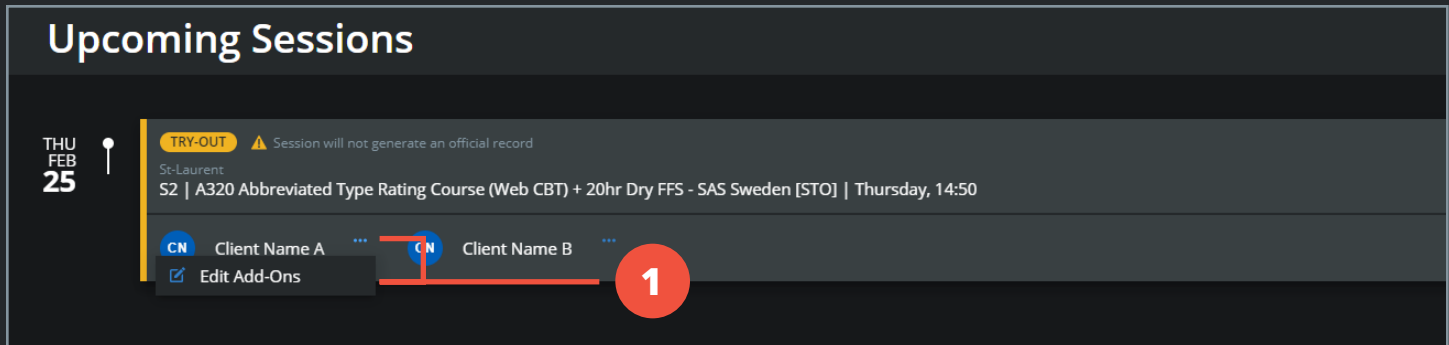 Upcoming Sessions
THU
FEB
25
TRY-OUT Session will not generate an official record
St-Laurent
S2 | A320 Abbreviated Type Rating Course (Web CBT) + 20hr Dry FFS - SAS Sweden [STO] | Thursday, 14:50
CN Client Name A ... CN Client Name B ...
Edit Add-Ons
1